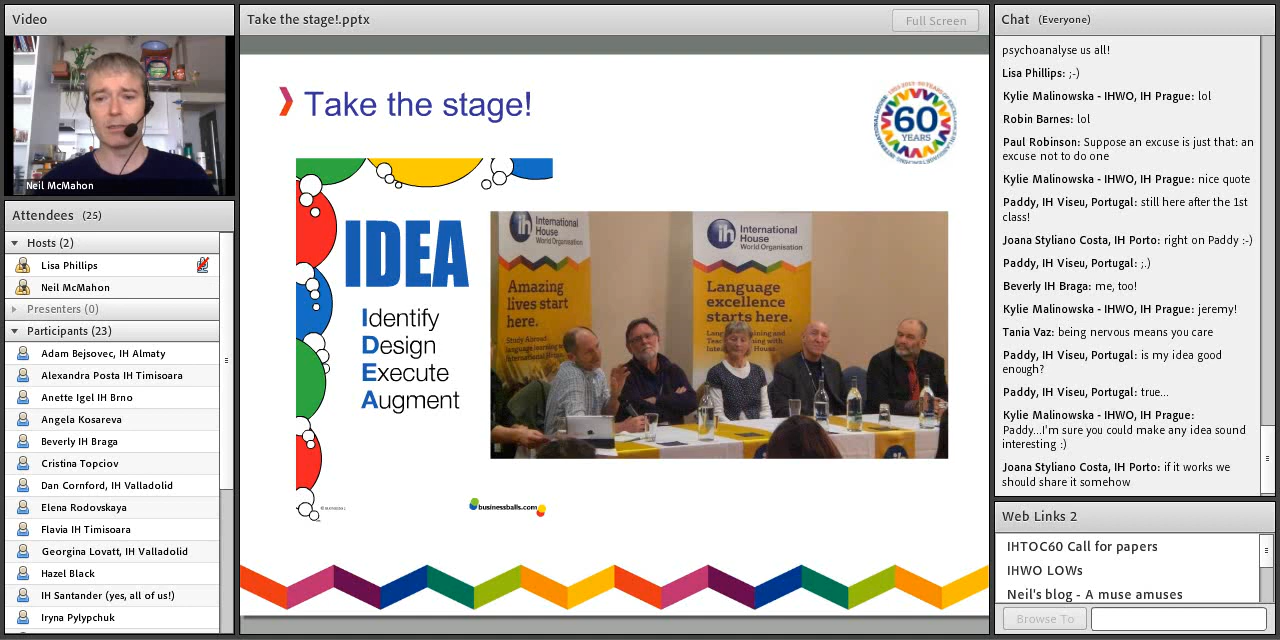 Video
Neil McMahon
Attendees (25)
Hosts (2)
Lisa Phillips
Neil McMahon
Presenters (0)
Participants (23)
Adam Bejsovec, IH Almaty
Alexandra Posta IH Timisoara
Anette Igel IH Brno
Angela Kosareva
Beverly IH Braga
Cristina Topciov
Dan Cornford, IH Valladolid
Elena Rodovskaya
Flavia IH Timisoara
Georgina Lovatt, IH Valladolid
Hazel Black
IH Santander (yes, all of us!)
Iryna Pylypchuk
Take the stage!.pptx
Full Screen
Take the stage!
60
YEARS
IDEA
Identify
Design
Execute
Augment
businessballs.com
ih International
House
World Organisation
Amazing
lives start
here.
ih International
House
World Organisation
Language
excellence
starts here.
ih
Chat (Everyone)
psychoanalyse us all!
Lisa Phillips: ;-)
Kylie Malinowska - IHWO, IH Prague: lol
Robin Barnes: lol
Paul Robinson: Suppose an excuse is just that: an
excuse not to do one
Kylie Malinowska - IHWO, IH Prague: nice quote
Paddy, IH Viseu, Portugal: still here after the 1st
class!
Joana Styliano Costa, IH Porto: right on Paddy :-)
Paddy, IH Viseu, Portugal: ;.)
Beverly IH Braga: me, too!
Kylie Malinowska - IHWO, IH Prague: jeremy!
Tania Vaz: being nervous means you care
Paddy, IH Viseu, Portugal: is my idea good
enough?
Paddy, IH Viseu, Portugal: true...
Kylie Malinowska - IHWO, IH Prague:
Paddy...I'm sure you could make any idea sound
interesting :)
Joana Styliano Costa, IH Porto: if it works we
should share it somehow
Web Links 2
IHTOC60 Call for papers
IHWO LOWs
Neil's blog - A muse amuses
Browse To